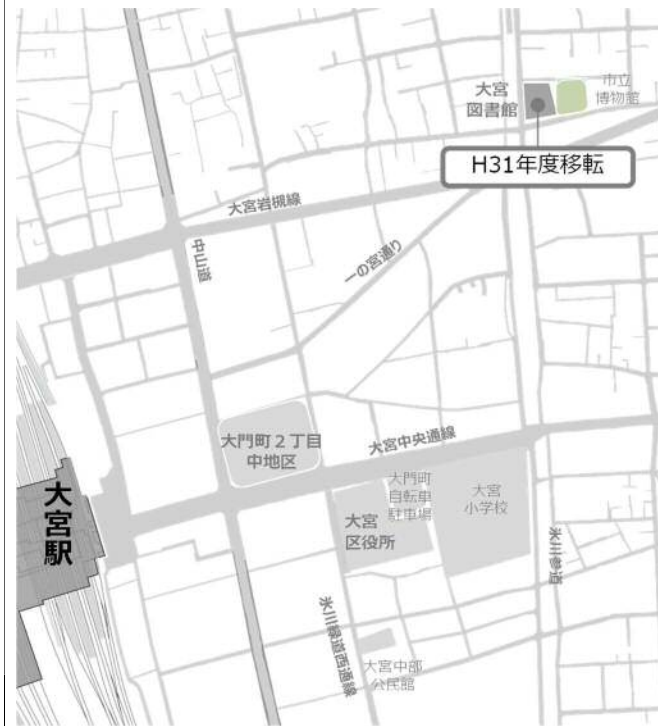 大宮
図書館
市立
博物館
H31年度移転
大宮岩槻線
中山道
一の宮通り
大門町２丁目
中地区
大宮中央通線
大門町
自転車
駐車場
大宮
小学校
大宮
区役所
大宮駅
氷川参道
氷川緑道西通線
大宮中部
公民館